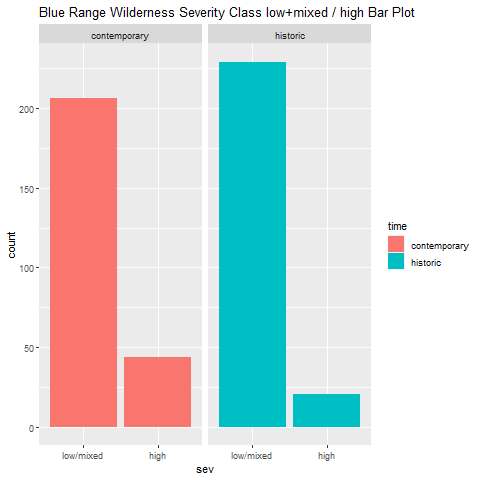 Blue Range Wilderness Severity Class low+mixed / high Bar Plot
contemporary
historic
200
150
100
50
0
count
low/mixed
high
low/mixed
high
sev
time
contemporary
historic